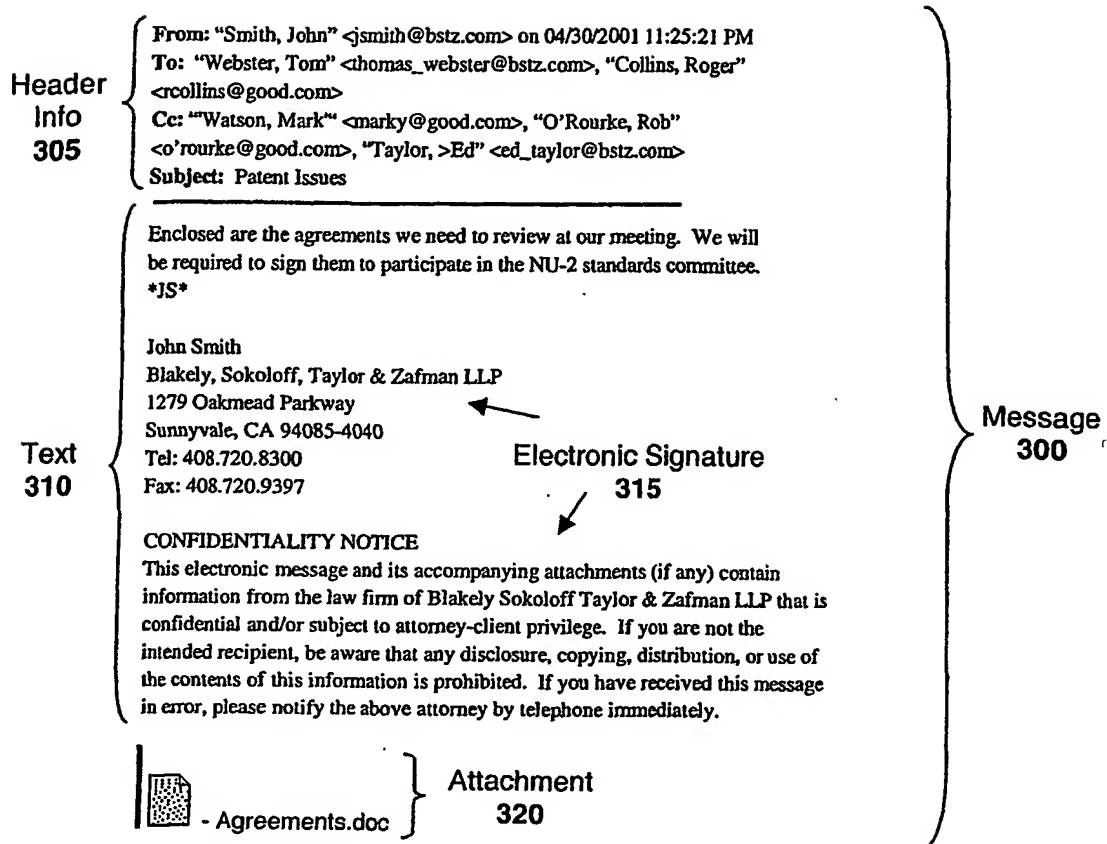 From: “Smith, John” <jsmith@bstz.com> on 04/30/2001 11:25:21 PM
To: “Webster, Tom” <thomas_webster@bstz.com>, “Collins, Roger”
<rcollins@good.com>
Cc: “'Watson, Mark'“ <marky@good.com>, “O'Rourke, Rob”
<o'rourke@good.com>, “Taylor, >Ed” <ed_taylor@bstz.com>
Subject: Patent Issues
Header
Info
305
Enclosed are the agreements we need to review at our meeting. We will
be required to sign them to participate in the NU-2 standards committee.
*JS*
John Smith
Blakely, Sokoloff, Taylor & Zafman LLP
1279 Oakmead Parkway
Sunnyvale, CA 94085-4040
Tel: 408.720.8300
Fax: 408.720.9397
Text
310
Electronic Signature
315
Message
300
CONFIDENTIALITY NOTICE
This electronic message and its accompanying attachments (if any) contain
information from the law firm of Blakely Sokoloff Taylor & Zafman LLP that is
confidential and/or subject to attorney-client privilege. If you are not the
intended recipient, be aware that any disclosure, copying, distribution, or use of
the contents of this information is prohibited. If you have received this message
in error, please notify the above attorney by telephone immediately.
- Agreements.doc
Attachment
320